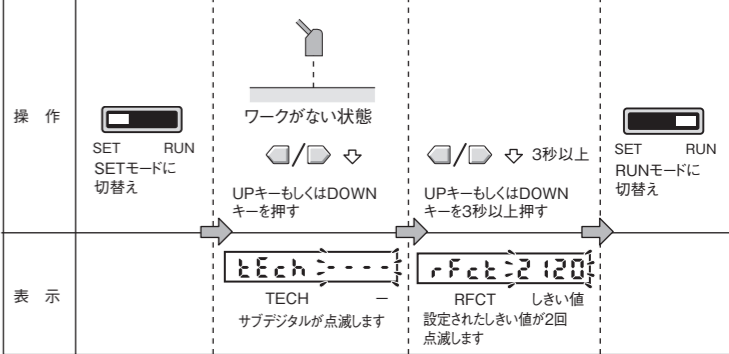 操 作
SET RUN
SETモードに
切替え
ワークがない状態
/
UPキーもしくはDOWN
キーを押す
/ 3秒以上
UPキーもしくはDOWN
キーを3秒以上押す
SET RUN
RUNモードに
切替え
表 示
tEch ----
TECH －
サブデジタルが点滅します
rFct 2120
RFCT しきい値
設定されたしきい値が2回
点滅します